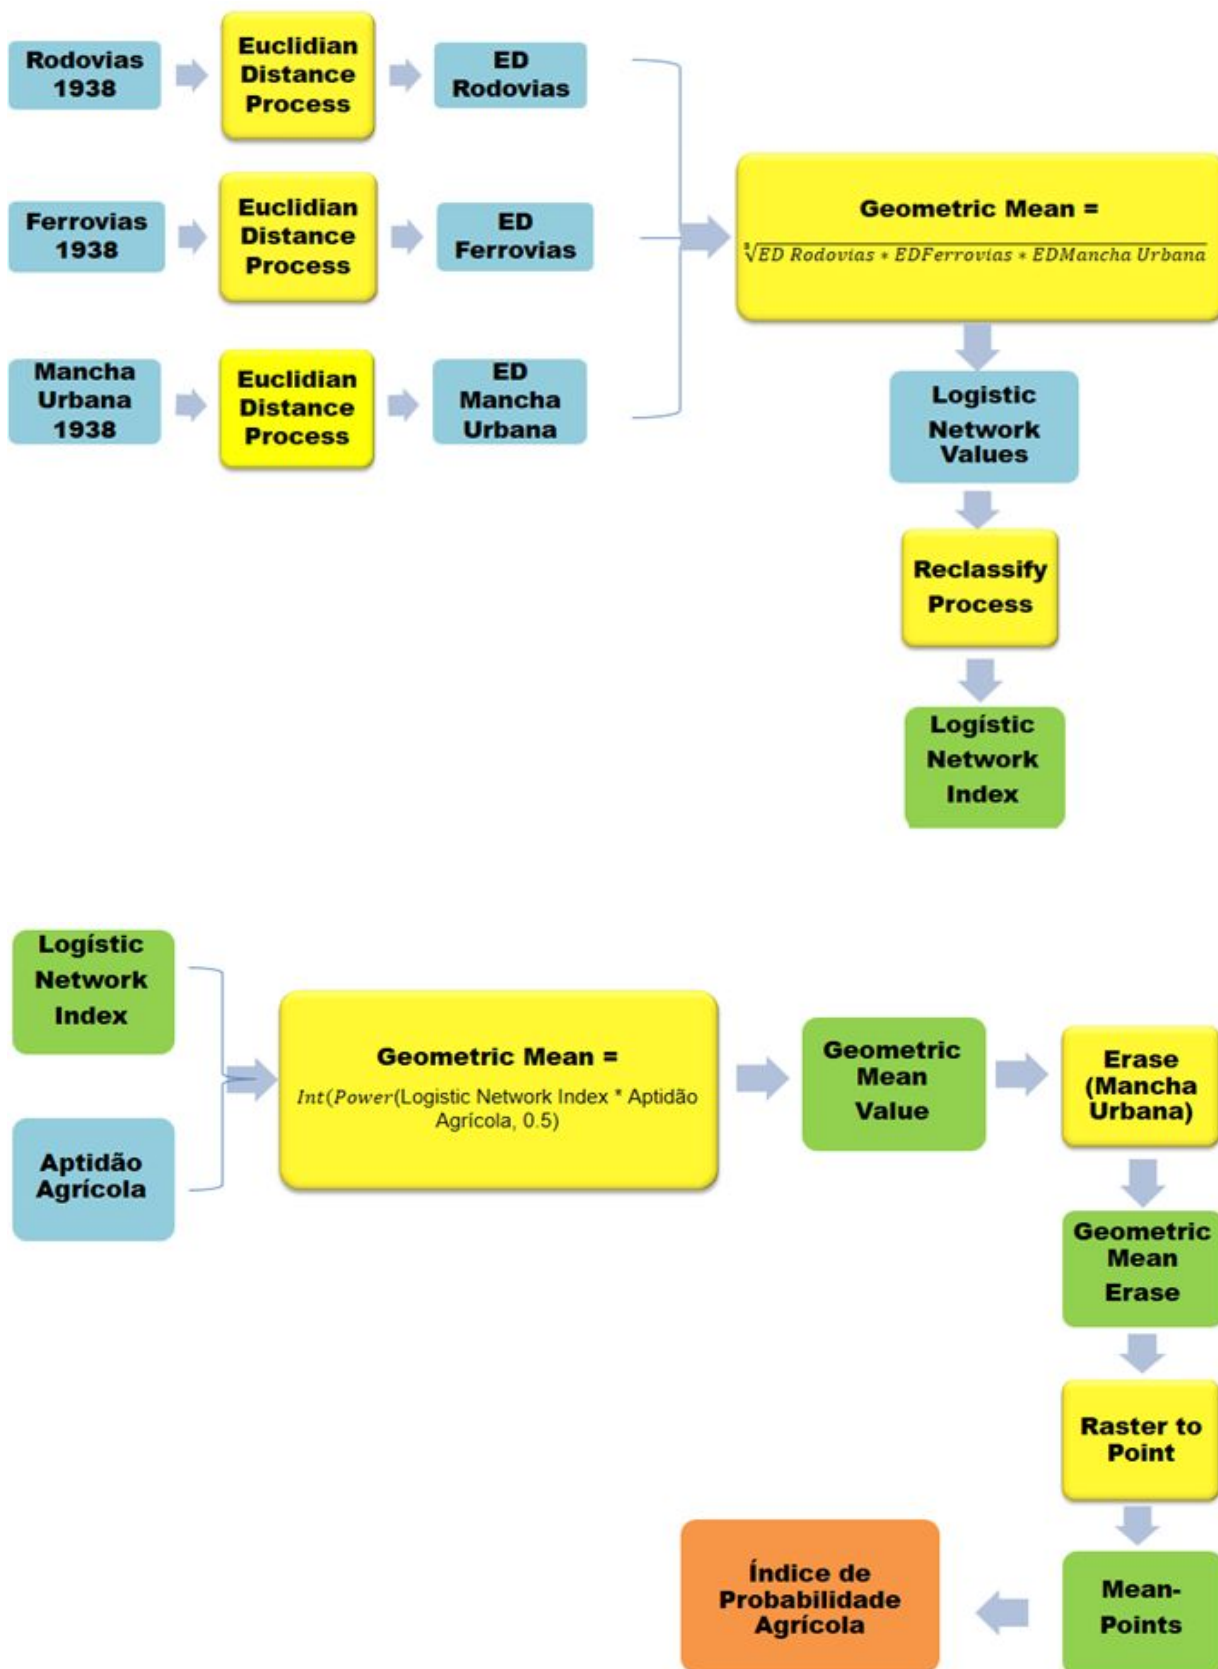 Rodovias
1938
Euclidian
Distance
Process
ED
Rodovias
Ferrovias
1938
Euclidian
Distance
Process
ED
Ferrovias
Mancha
Urbana
1938
Euclidian
Distance
Process
ED
Mancha
Urbana
Geometric Mean =
∛ED Rodovias * EDFerrovias * EDMancha Urbana
Logistic
Network
Values
Reclassify
Process
Logístic
Network
Index
Logístic
Network
Index
Aptidão
Agrícola
Geometric Mean =
Int(Power(Logistic Network Index * Aptidão
Agrícola, 0.5)
Geometric
Mean
Value
Erase
(Mancha
Urbana)
Geometric
Mean
Erase
Raster to
Point
Mean-
Points
Índice de
Probabilidade
Agrícola